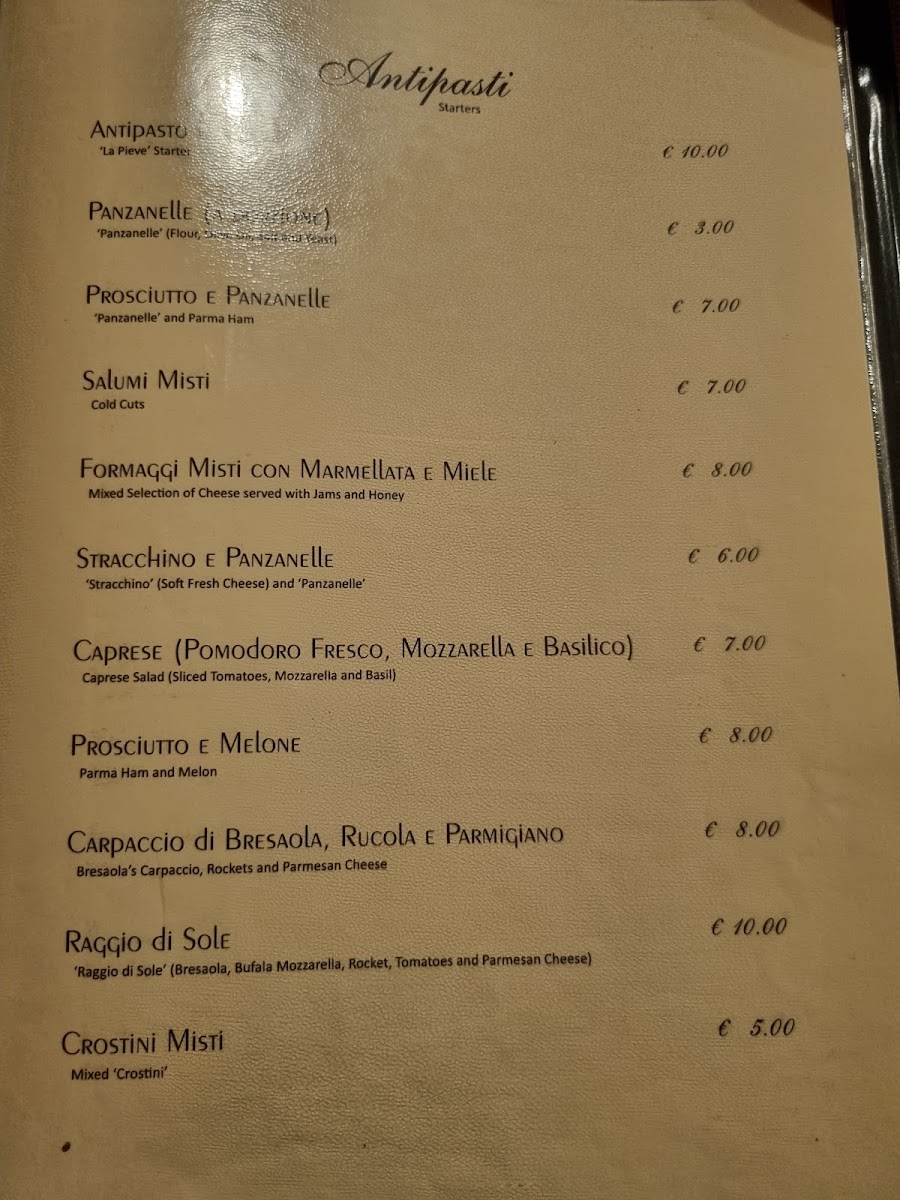 Antipasti
Starters
Antipasto
'La Pieve' Starter
€ 10.00
Panzanelle
'Panzanelle' (Flour, and Yeast)
€ 3.00
Prosciutto e Panzanelle
'Panzanelle' and Parma Ham
€ 7.00
Salumi Misti
Cold Cuts
€ 7.00
Formaggi Misti con Marmellata e Miele
Mixed Selection of Cheese served with Jams and Honey
€ 8.00
Stracchino e Panzanelle
'Stracchino' (Soft Fresh Cheese) and 'Panzanelle'
€ 6.00
Caprese (Pomodoro Fresco, Mozzarella e Basilico)
Caprese Salad (Sliced Tomatoes, Mozzarella and Basil)
€ 7.00
Prosciutto e Melone
Parma Ham and Melon
€ 8.00
Carpaccio di Bresaola, Rucola e Parmigiano
Bresaola's Carpaccio, Rockets and Parmesan Cheese
€ 8.00
Raggio di Sole
'Raggio di Sole' (Bresaola, Bufala Mozzarella, Rocket, Tomatoes and Parmesan Cheese)
€ 10.00
Crostini Misti
Mixed 'Crostini'
€ 5.00